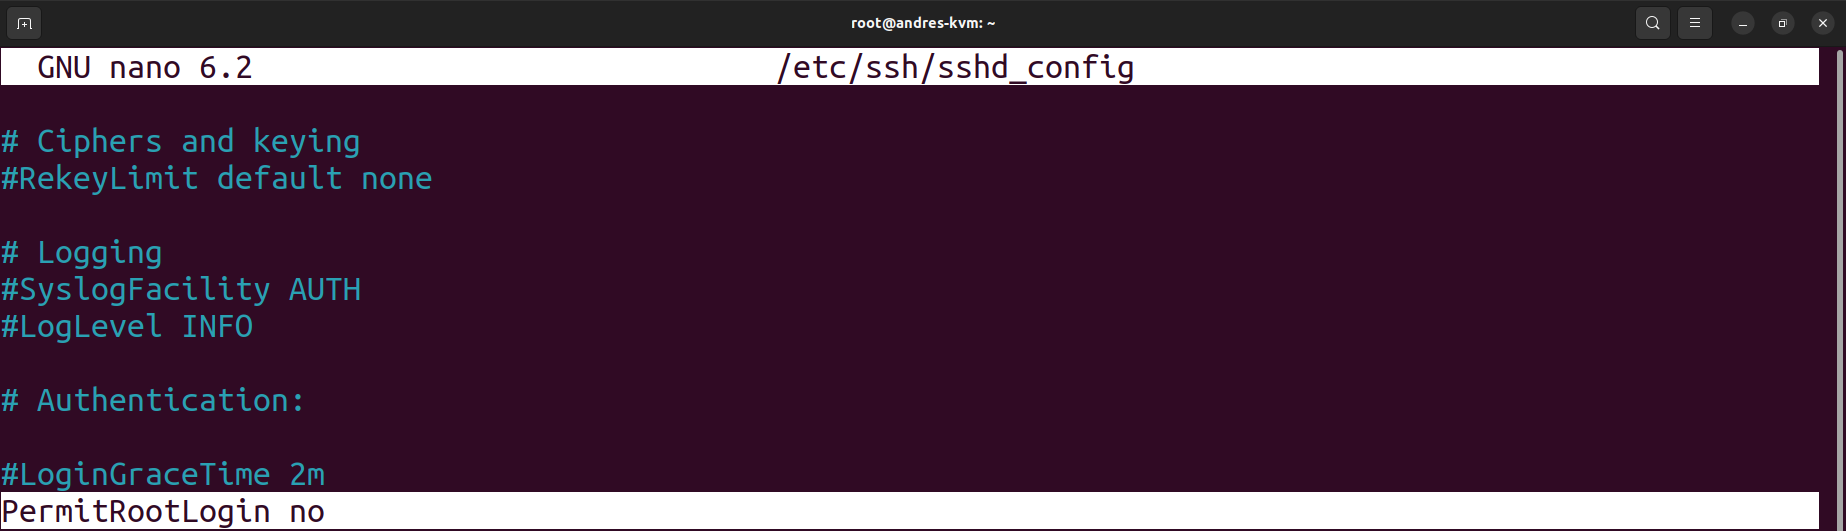 root@andres-kvm: ~
GNU nano 6.2 /etc/ssh/sshd_config
# Ciphers and keying
#RekeyLimit default none
# Logging
#SyslogFacility AUTH
#LogLevel INFO
# Authentication:
#LoginGraceTime 2m
PermitRootLogin no